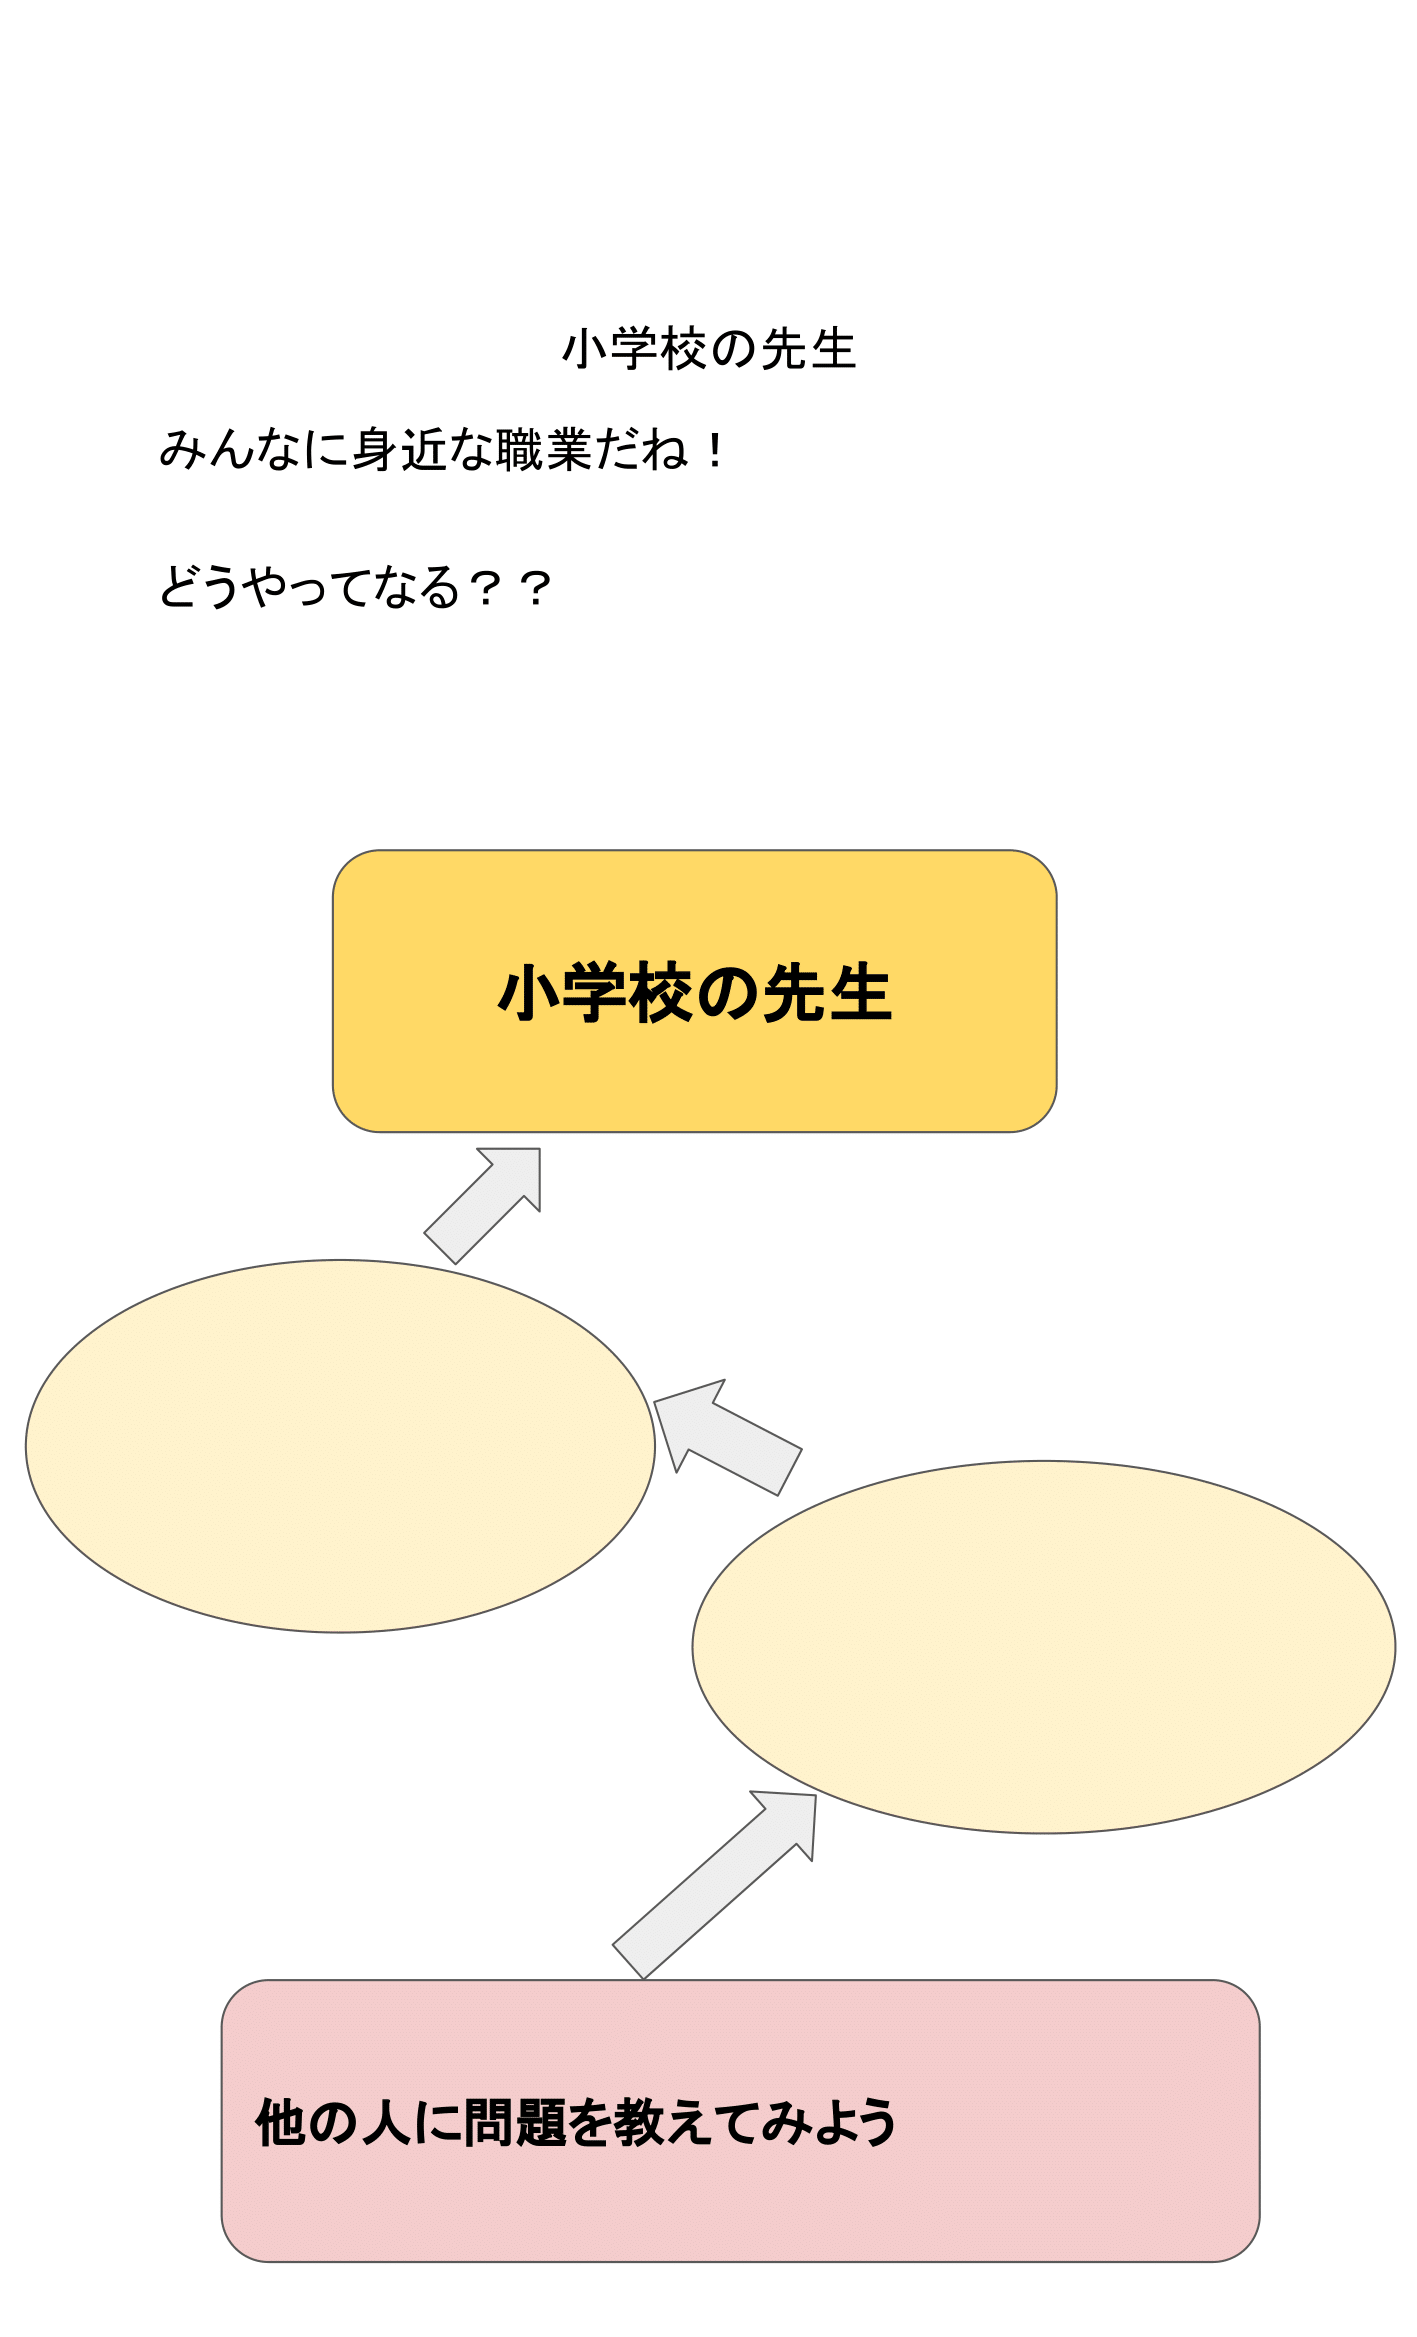 小学校の先生
みんなに身近な職業だね！
どうやってなる？？
小学校の先生
他の人に問題を教えてみよう